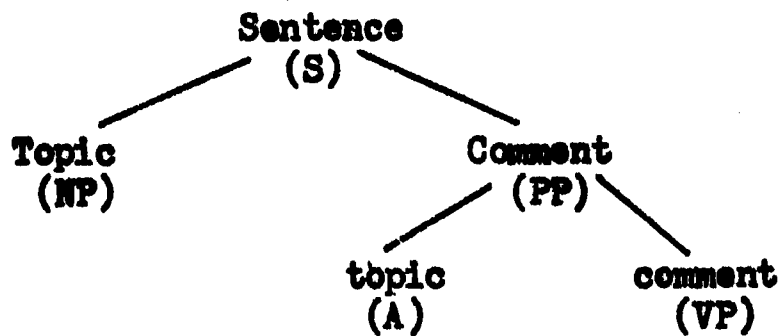 Sentence
(S)
Topic
(NP)
Comment
(PP)
topic
(A)
comment
(VP)